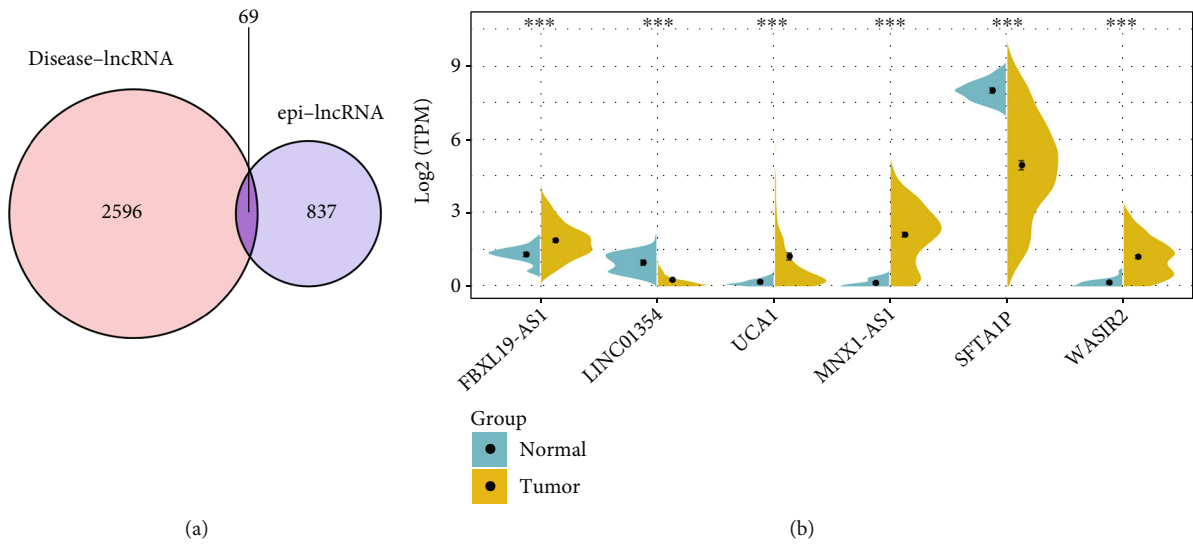 69
Disease–lncRNA
epi–lncRNA
2596
837
(a)
*** *** *** *** *** ***
Log2 (TPM)
9
6
3
0
FBXL19-AS1
LINC01354
UCA1
MNX1-AS1
SFTA1P
WASIR2
Group
Normal
Tumor
(b)